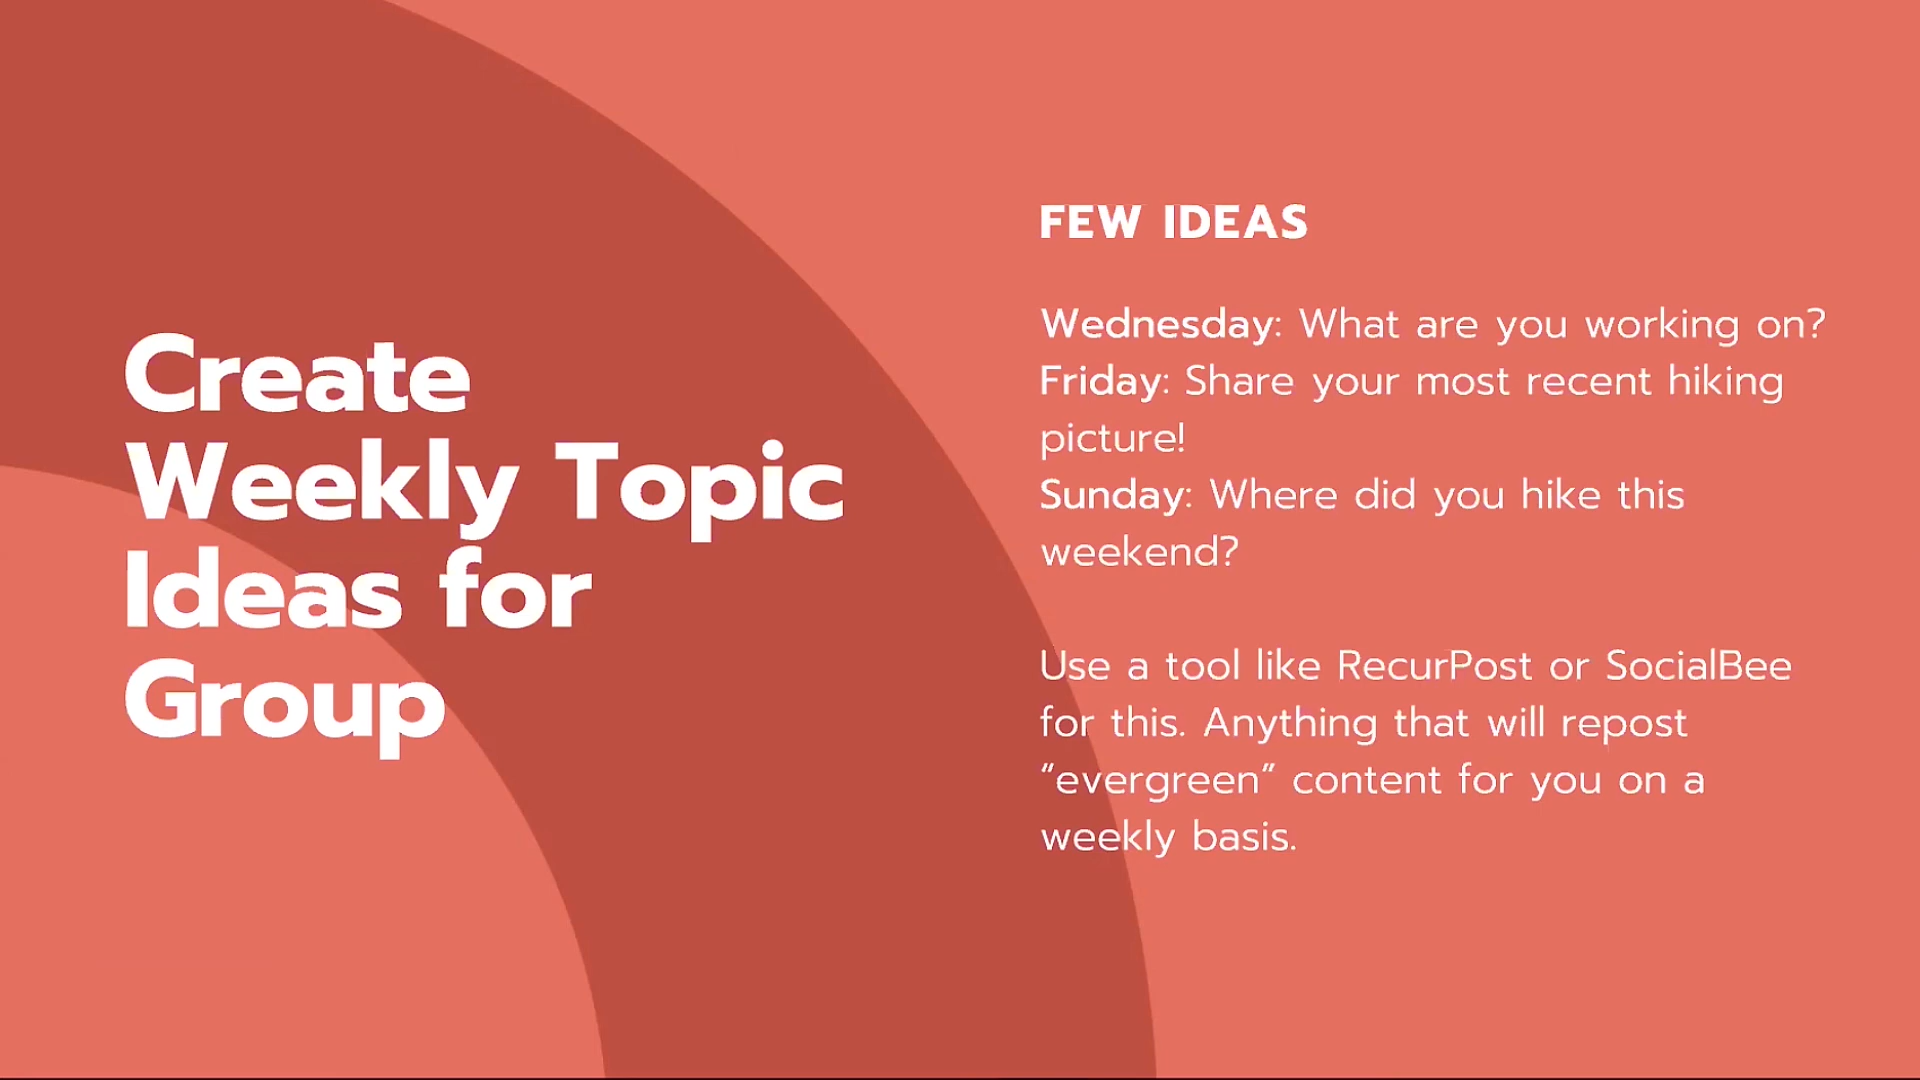 Create
Weekly Topic
Ideas for
Group
FEW IDEAS
Wednesday: What are you working on?
Friday: Share your most recent hiking
picture!
Sunday: Where did you hike this
weekend?
Use a tool like RecurPost or SocialBee
for this. Anything that will repost
“evergreen” content for you on a
weekly basis.